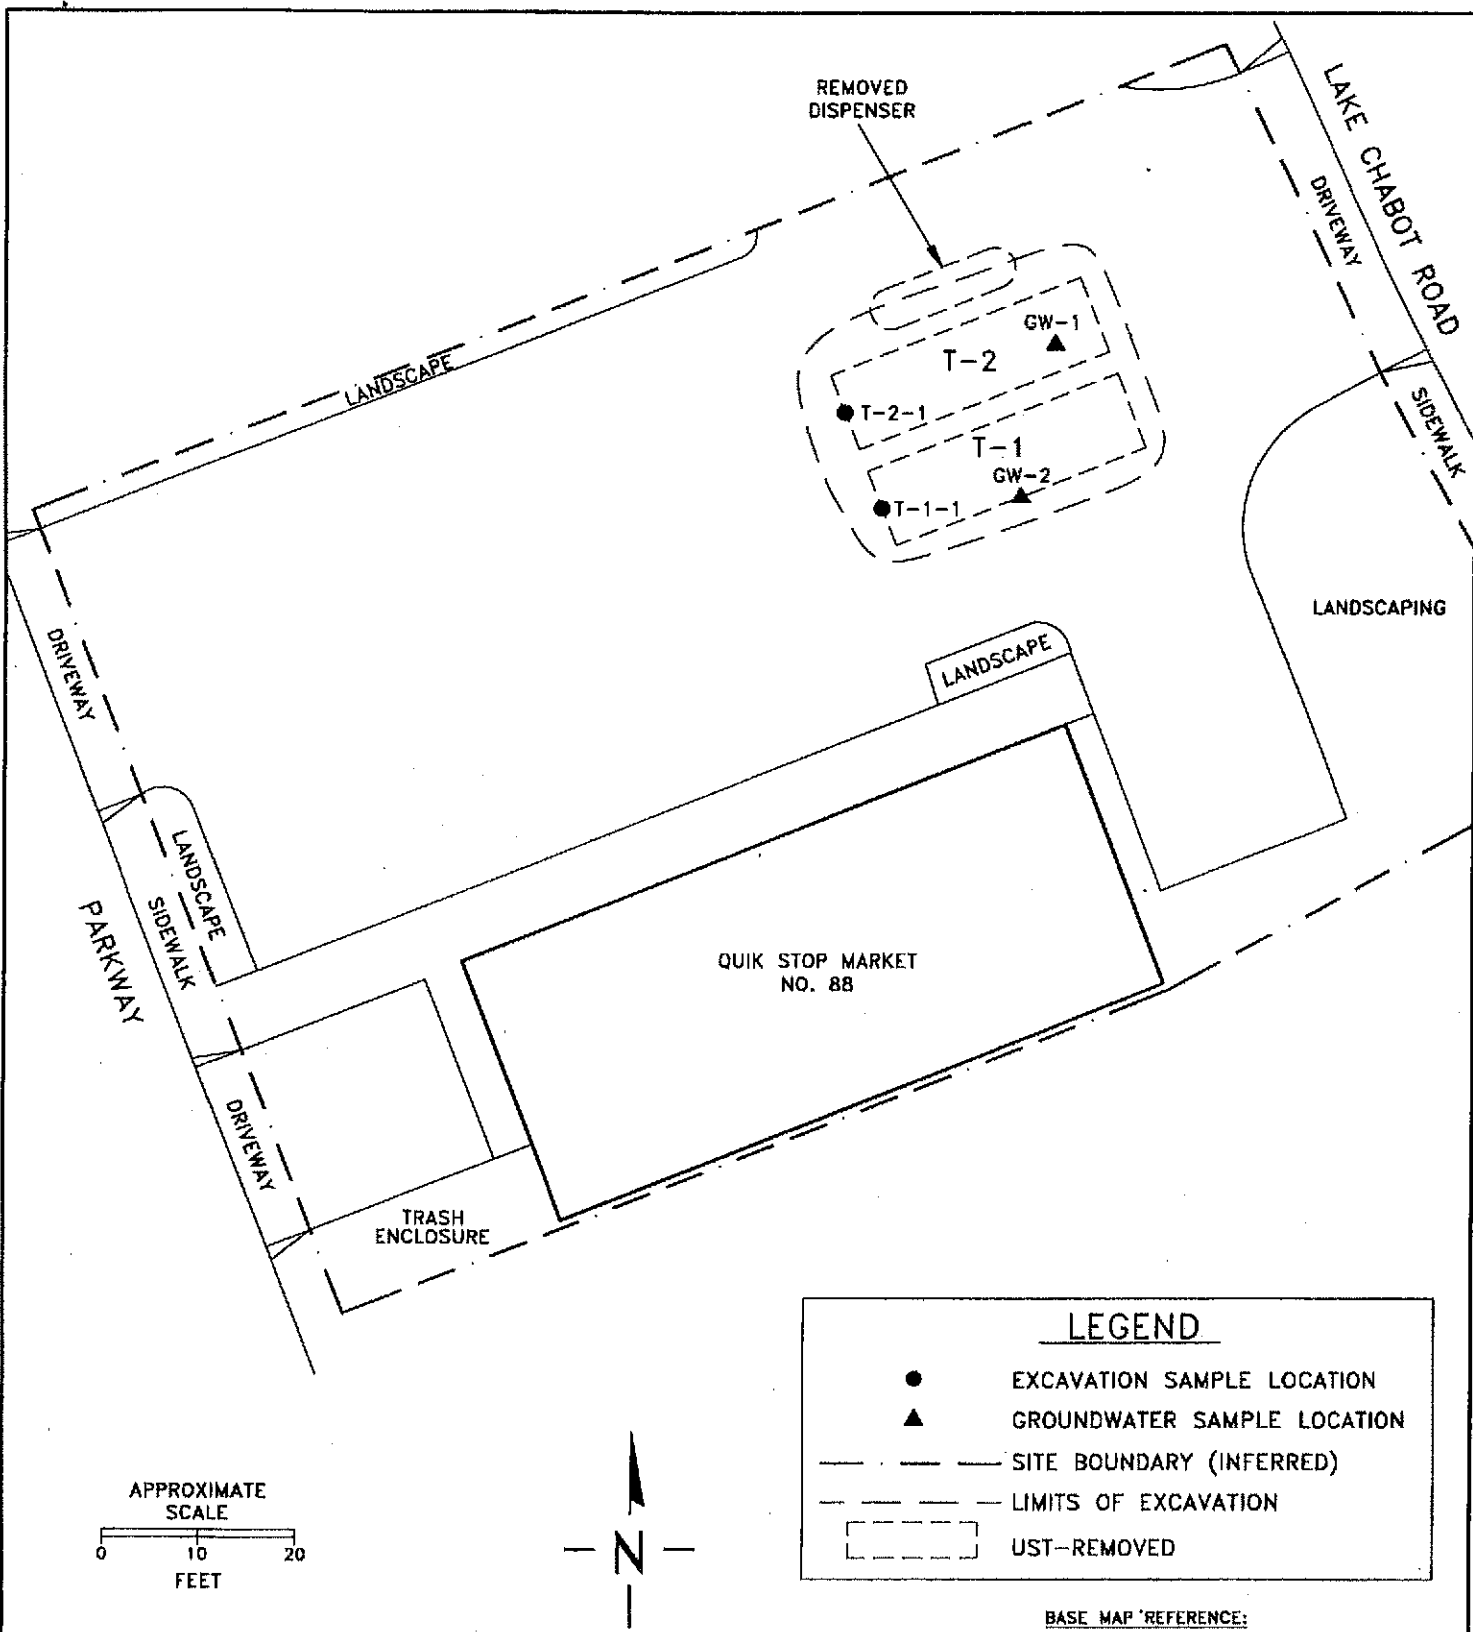 REMOVED
DISPENSER
LAKE CHABOT ROAD
DRIVEWAY
SIDEWALK
GW-1
T-2
LANDSCAPE
T-2-1
T-1
GW-2
T-1-1
LANDSCAPING
DRIVEWAY
LANDSCAPE
LANDSCAPE
SIDEWALK
PARKWAY
QUIK STOP MARKET
NO. 88
DRIVEWAY
TRASH
ENCLOSURE
LEGEND
EXCAVATION SAMPLE LOCATION
GROUNDWATER SAMPLE LOCATION
SITE BOUNDARY (INFERRED)
LIMITS OF EXCAVATION
UST-REMOVED
APPROXIMATE
SCALE
0 10 20
FEET
N
BASE MAP REFERENCE: